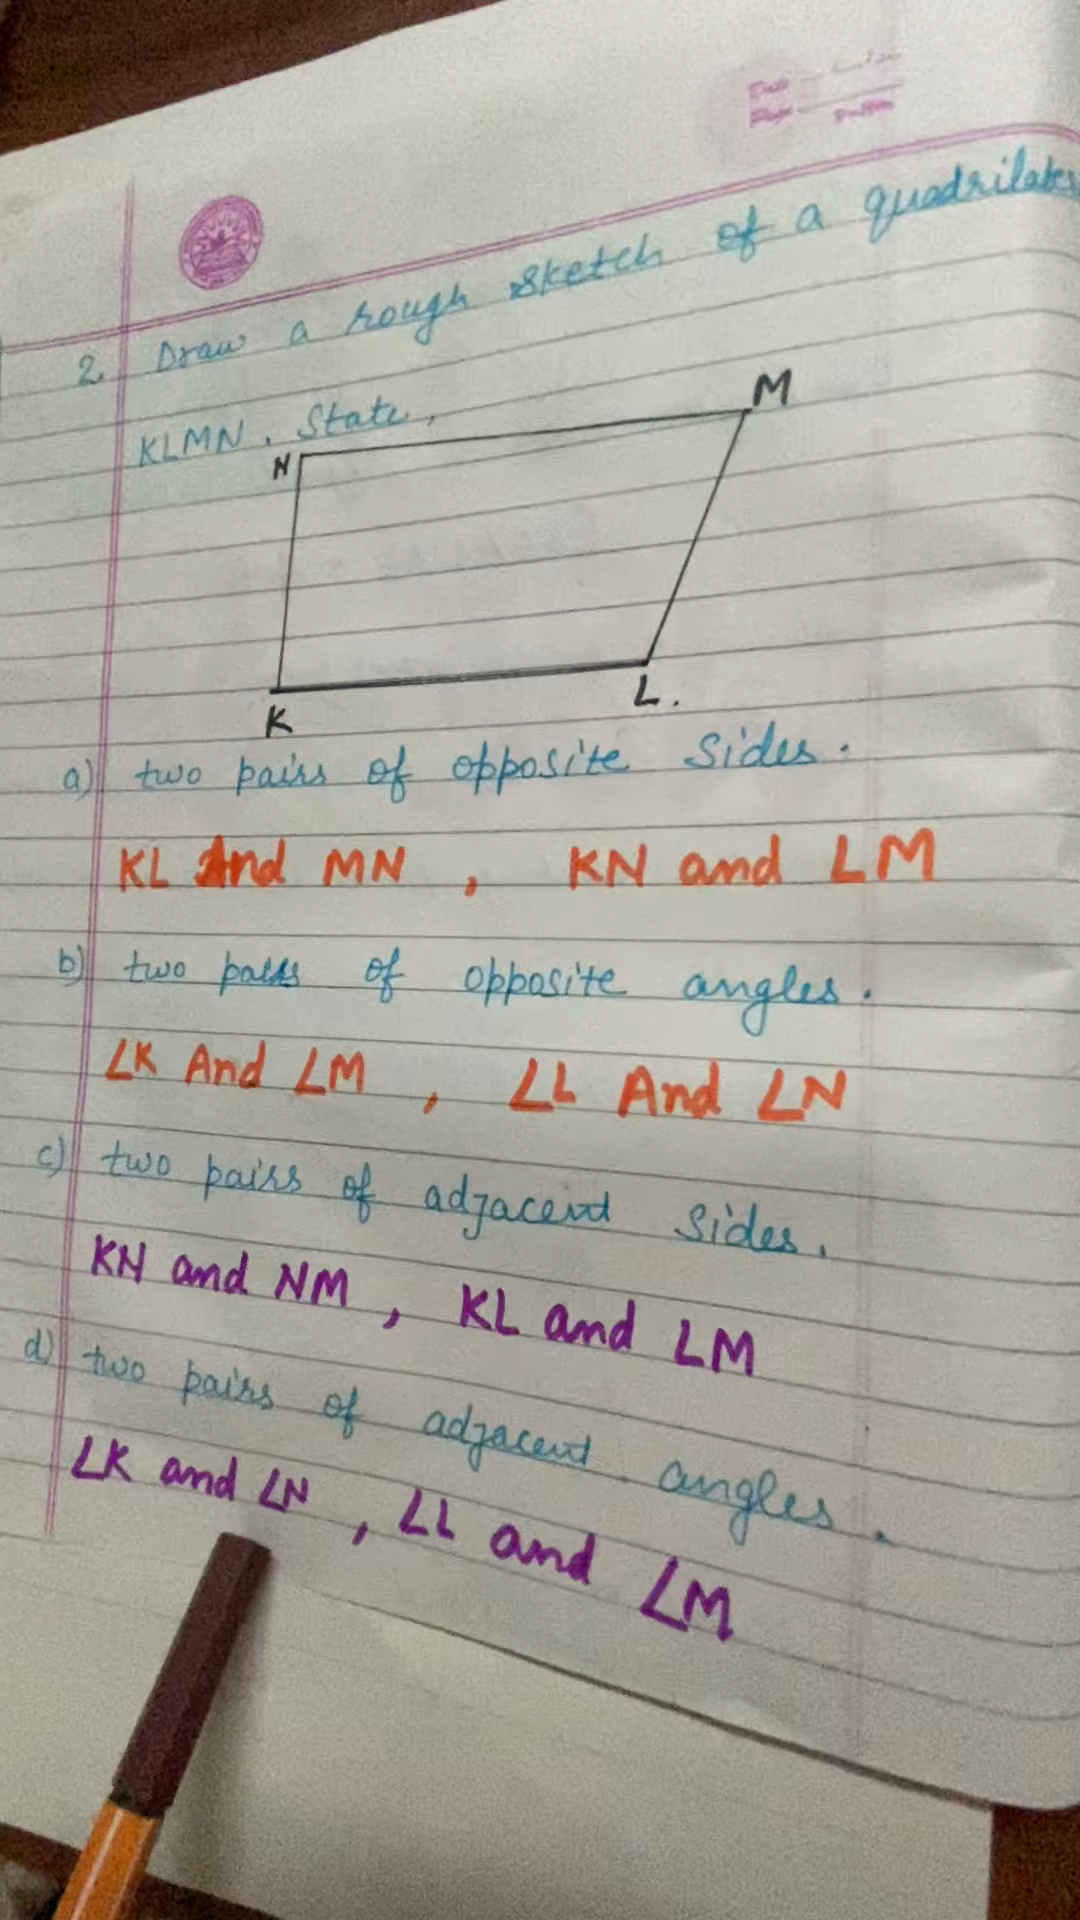 2. Draw a rough sketch of a quadrilate
KLMN. State,
M
N
K
L.
a) two pairs of opposite sides.
KL And MN , KN and LM
b) two pairs of opposite angles.
∠K And ∠M , ∠L And ∠N
c) two pairs of adjacent sides.
KN and NM , KL and LM
d) two pairs of adjacent angles.
∠K and ∠N , ∠L and ∠M